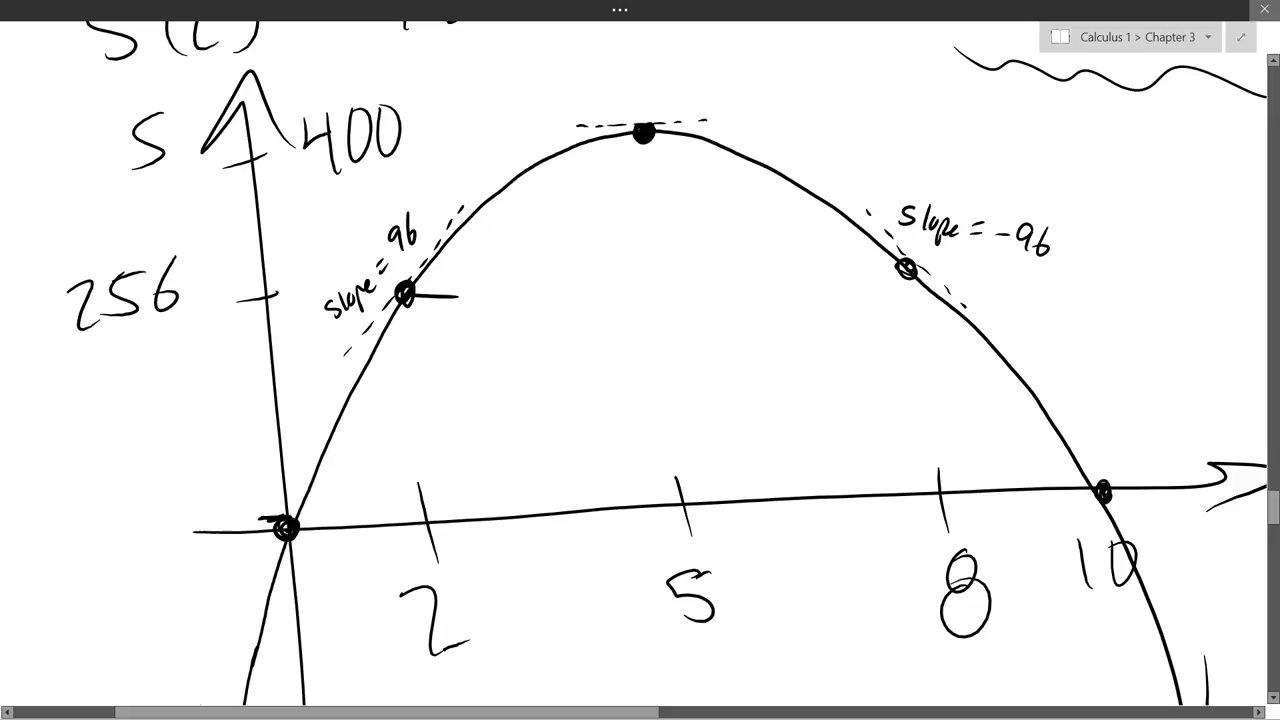 Calculus 1 > Chapter 3
S(t)
S
400
slope = 96
slope = -96
256
2
5
8
10